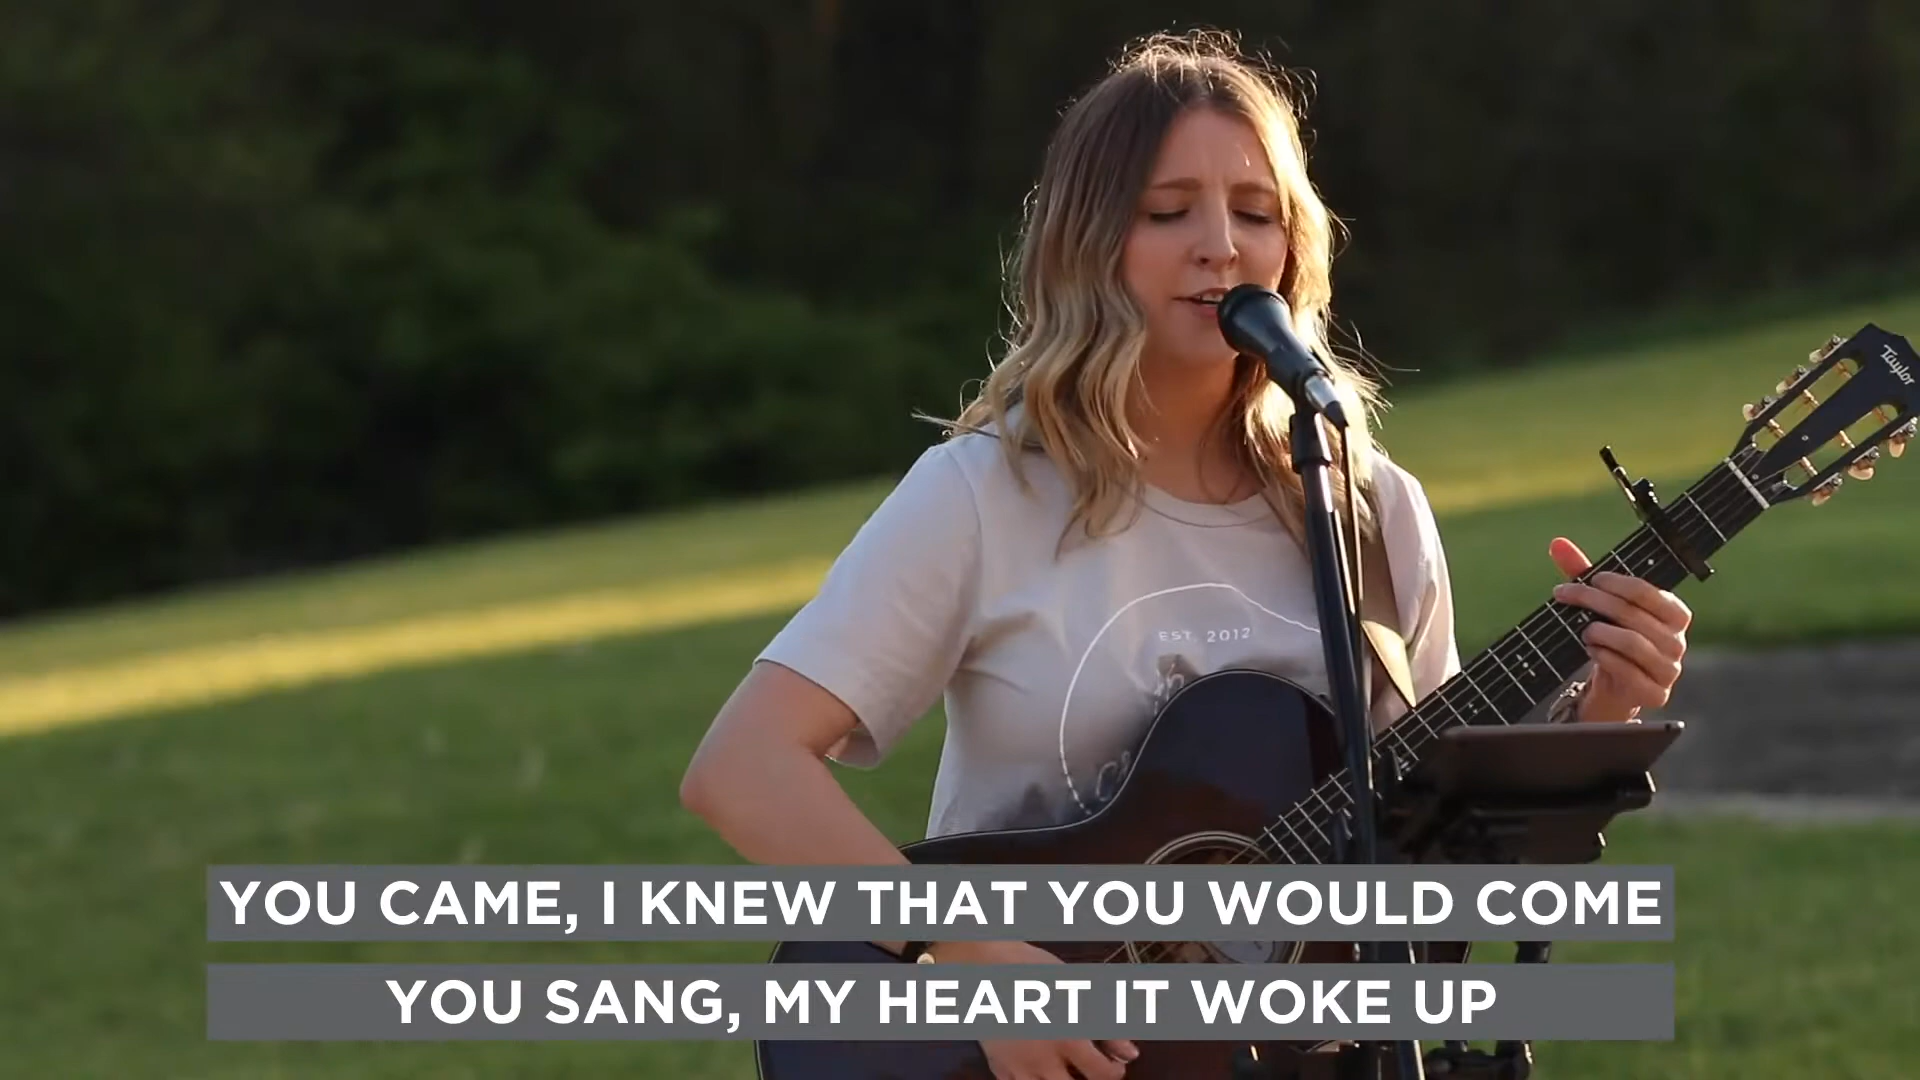 Taylor
EST. 2012
YOU CAME, I KNEW THAT YOU WOULD COME
YOU SANG, MY HEART IT WOKE UP